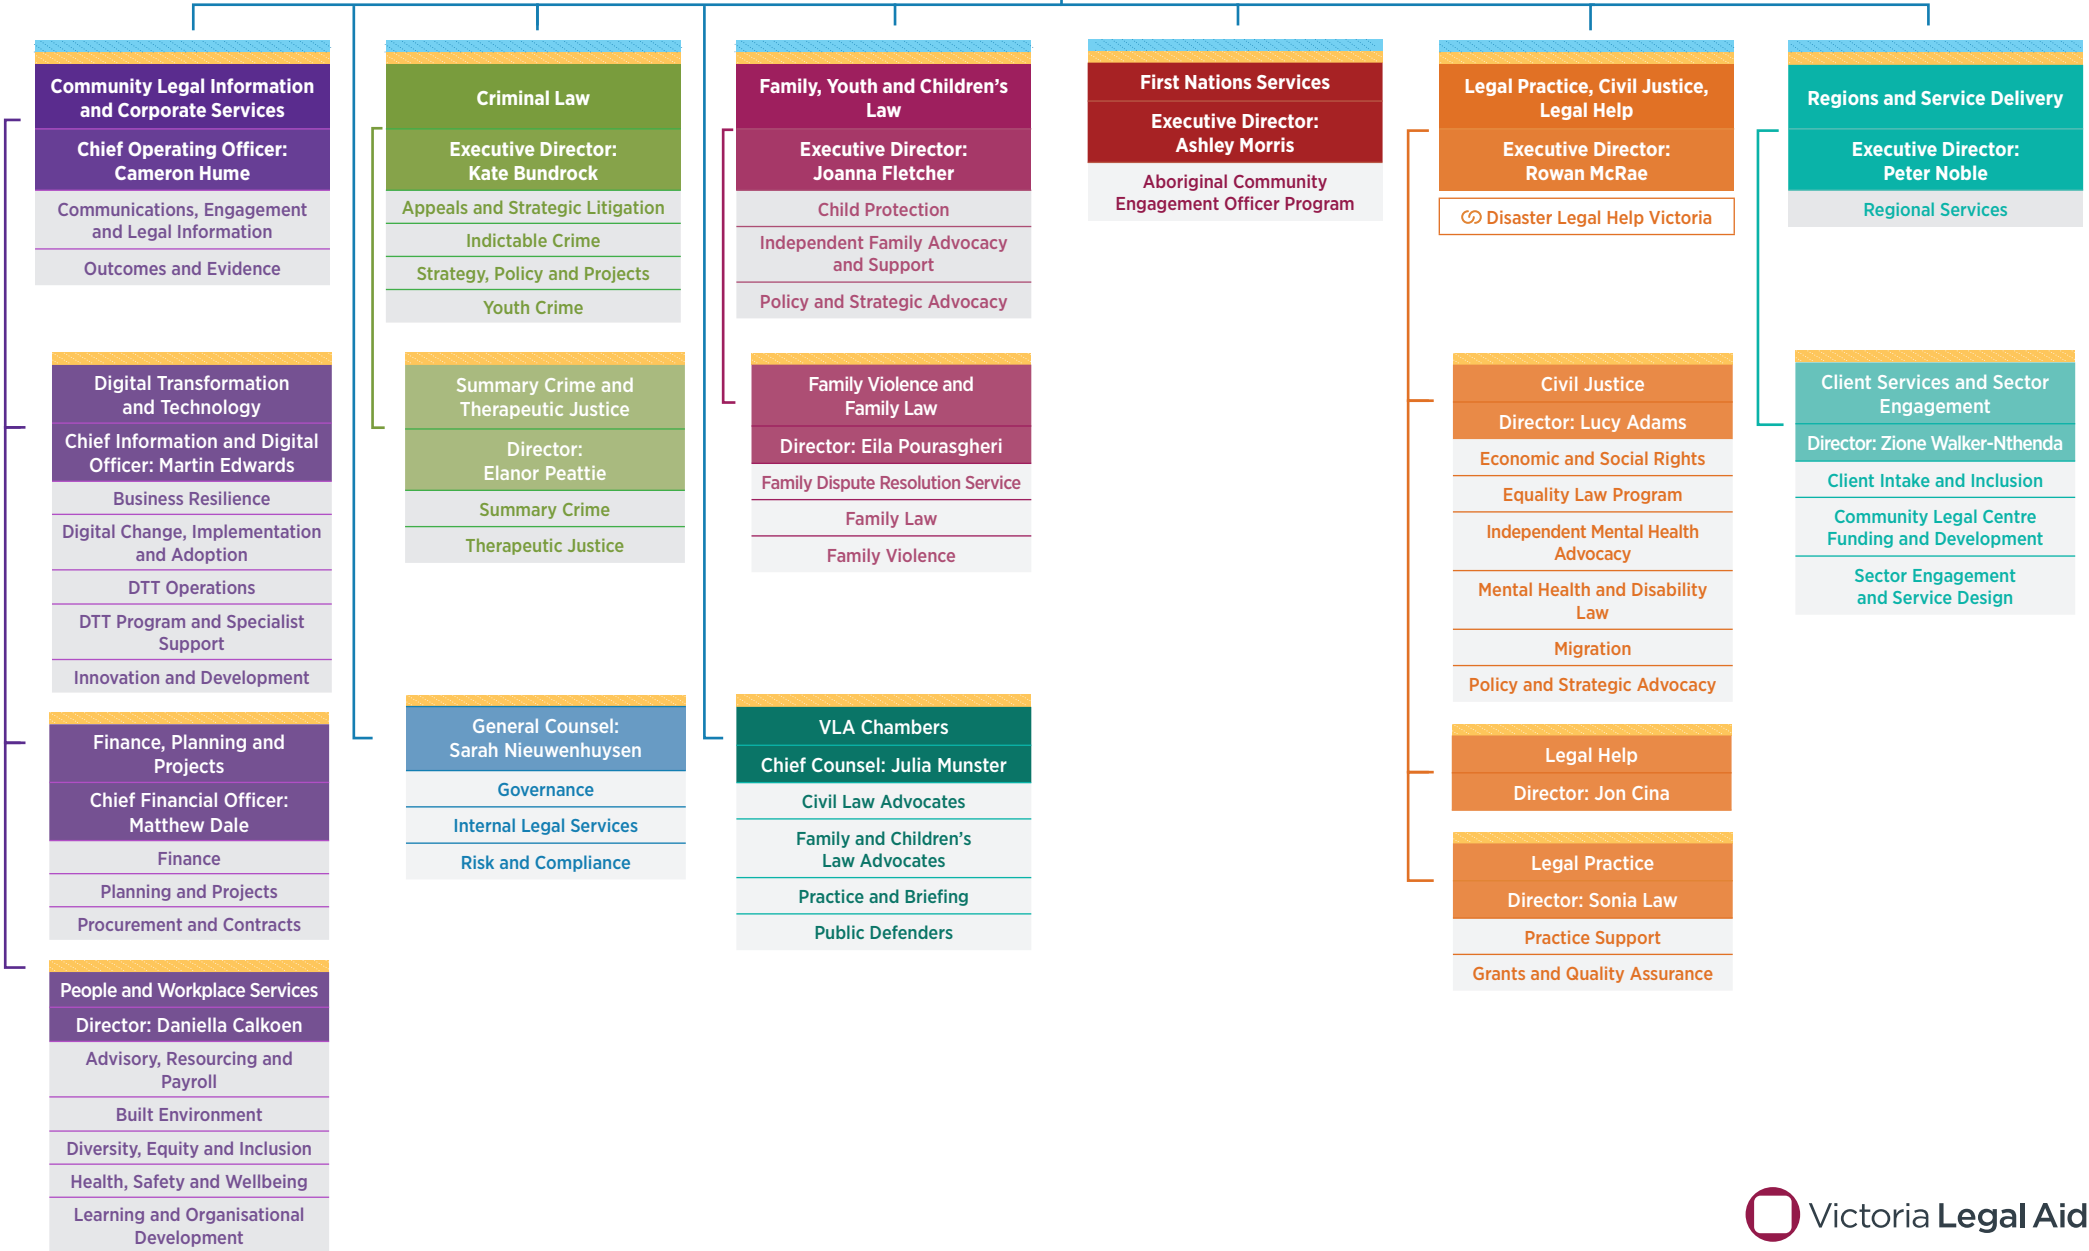 Community Legal Information
and Corporate Services
Chief Operating Officer:
Cameron Hume
Communications, Engagement
and Legal Information
Outcomes and Evidence
Digital Transformation
and Technology
Chief Information and Digital
Officer: Martin Edwards
Business Resilience
Digital Change, Implementation
and Adoption
DTT Operations
DTT Program and Specialist
Support
Innovation and Development
Finance, Planning and
Projects
Chief Financial Officer:
Matthew Dale
Finance
Planning and Projects
Procurement and Contracts
People and Workplace Services
Director: Daniella Calkoen
Advisory, Resourcing and
Payroll
Built Environment
Diversity, Equity and Inclusion
Health, Safety and Wellbeing
Learning and Organisational
Development
Criminal Law
Executive Director:
Kate Bundrock
Appeals and Strategic Litigation
Indictable Crime
Strategy, Policy and Projects
Youth Crime
Summary Crime and
Therapeutic Justice
Director:
Elanor Peattie
Summary Crime
Therapeutic Justice
General Counsel:
Sarah Nieuwenhuysen
Governance
Internal Legal Services
Risk and Compliance
Family, Youth and Children’s
Law
Executive Director:
Joanna Fletcher
Child Protection
Independent Family Advocacy
and Support
Policy and Strategic Advocacy
Family Violence and
Family Law
Director: Eila Pourasgheri
Family Dispute Resolution Service
Family Law
Family Violence
VLA Chambers
Chief Counsel: Julia Munster
Civil Law Advocates
Family and Children’s
Law Advocates
Practice and Briefing
Public Defenders
First Nations Services
Executive Director:
Ashley Morris
Aboriginal Community
Engagement Officer Program
Legal Practice, Civil Justice,
Legal Help
Executive Director:
Rowan McRae
Disaster Legal Help Victoria
Civil Justice
Director: Lucy Adams
Economic and Social Rights
Equality Law Program
Independent Mental Health
Advocacy
Mental Health and Disability
Law
Migration
Policy and Strategic Advocacy
Legal Help
Director: Jon Cina
Legal Practice
Director: Sonia Law
Practice Support
Grants and Quality Assurance
Regions and Service Delivery
Executive Director:
Peter Noble
Regional Services
Client Services and Sector
Engagement
Director: Zione Walker-Nthenda
Client Intake and Inclusion
Community Legal Centre
Funding and Development
Sector Engagement
and Service Design
Victoria Legal Aid